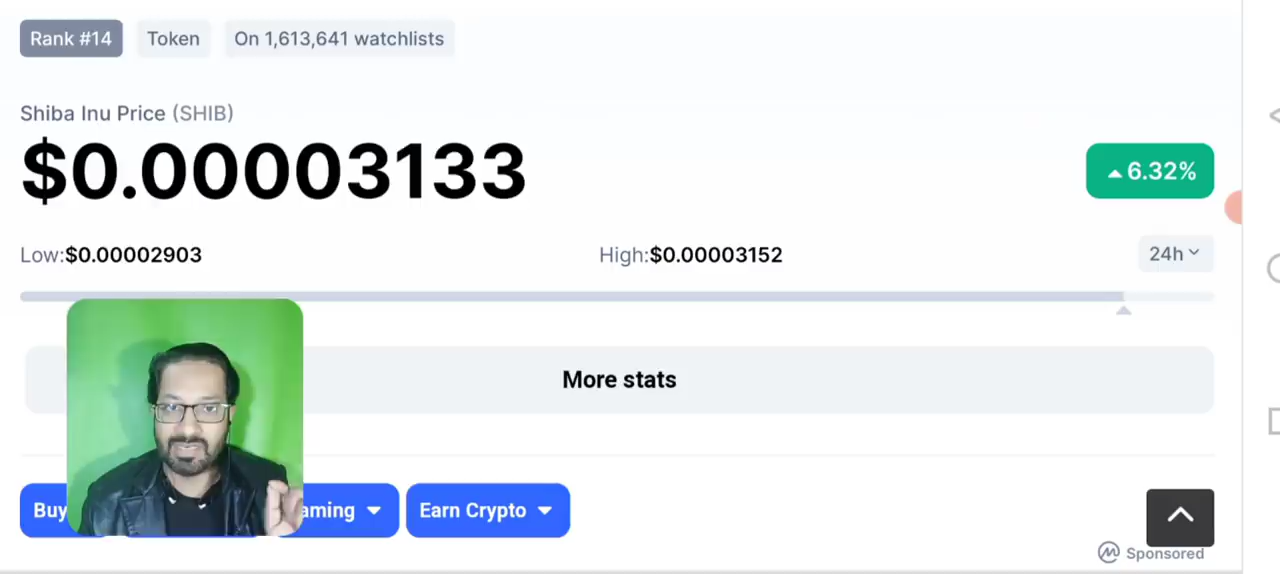 Rank #14 Token On 1,613,641 watchlists
Shiba Inu Price (SHIB)
$0.00003133
6.32%
Low:$0.00002903 High:$0.00003152 24h
More stats
Buy Earn Crypto
Sponsored